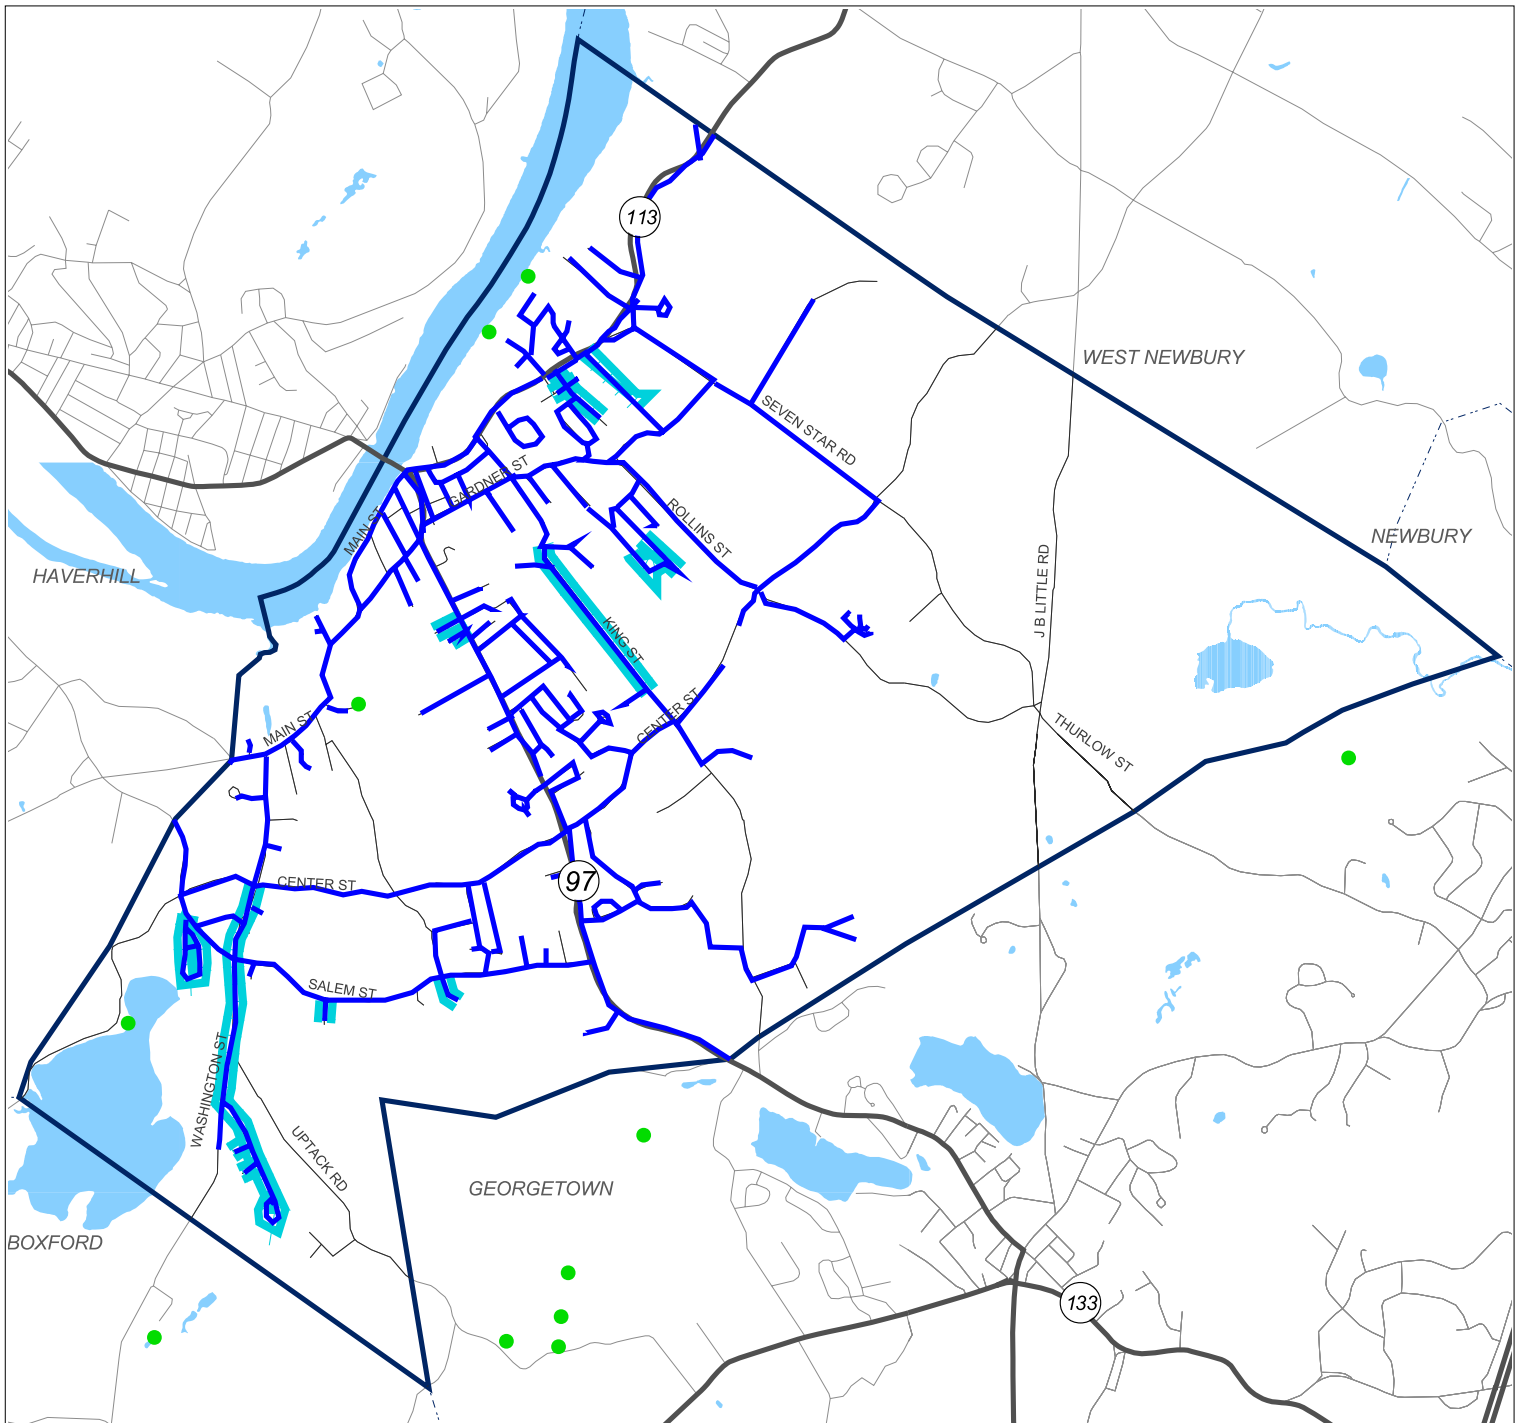 113
WEST NEWBURY
SEVEN STAR RD
GARDNER ST
ROLLINS ST
MAIN ST
NEWBURY
HAVERHILL
J B LITTLE RD
KING ST
CENTER ST
MAIN ST
THURLOW ST
97
CENTER ST
SALEM ST
WASHINGTON ST
UPTACK RD
GEORGETOWN
BOXFORD
133